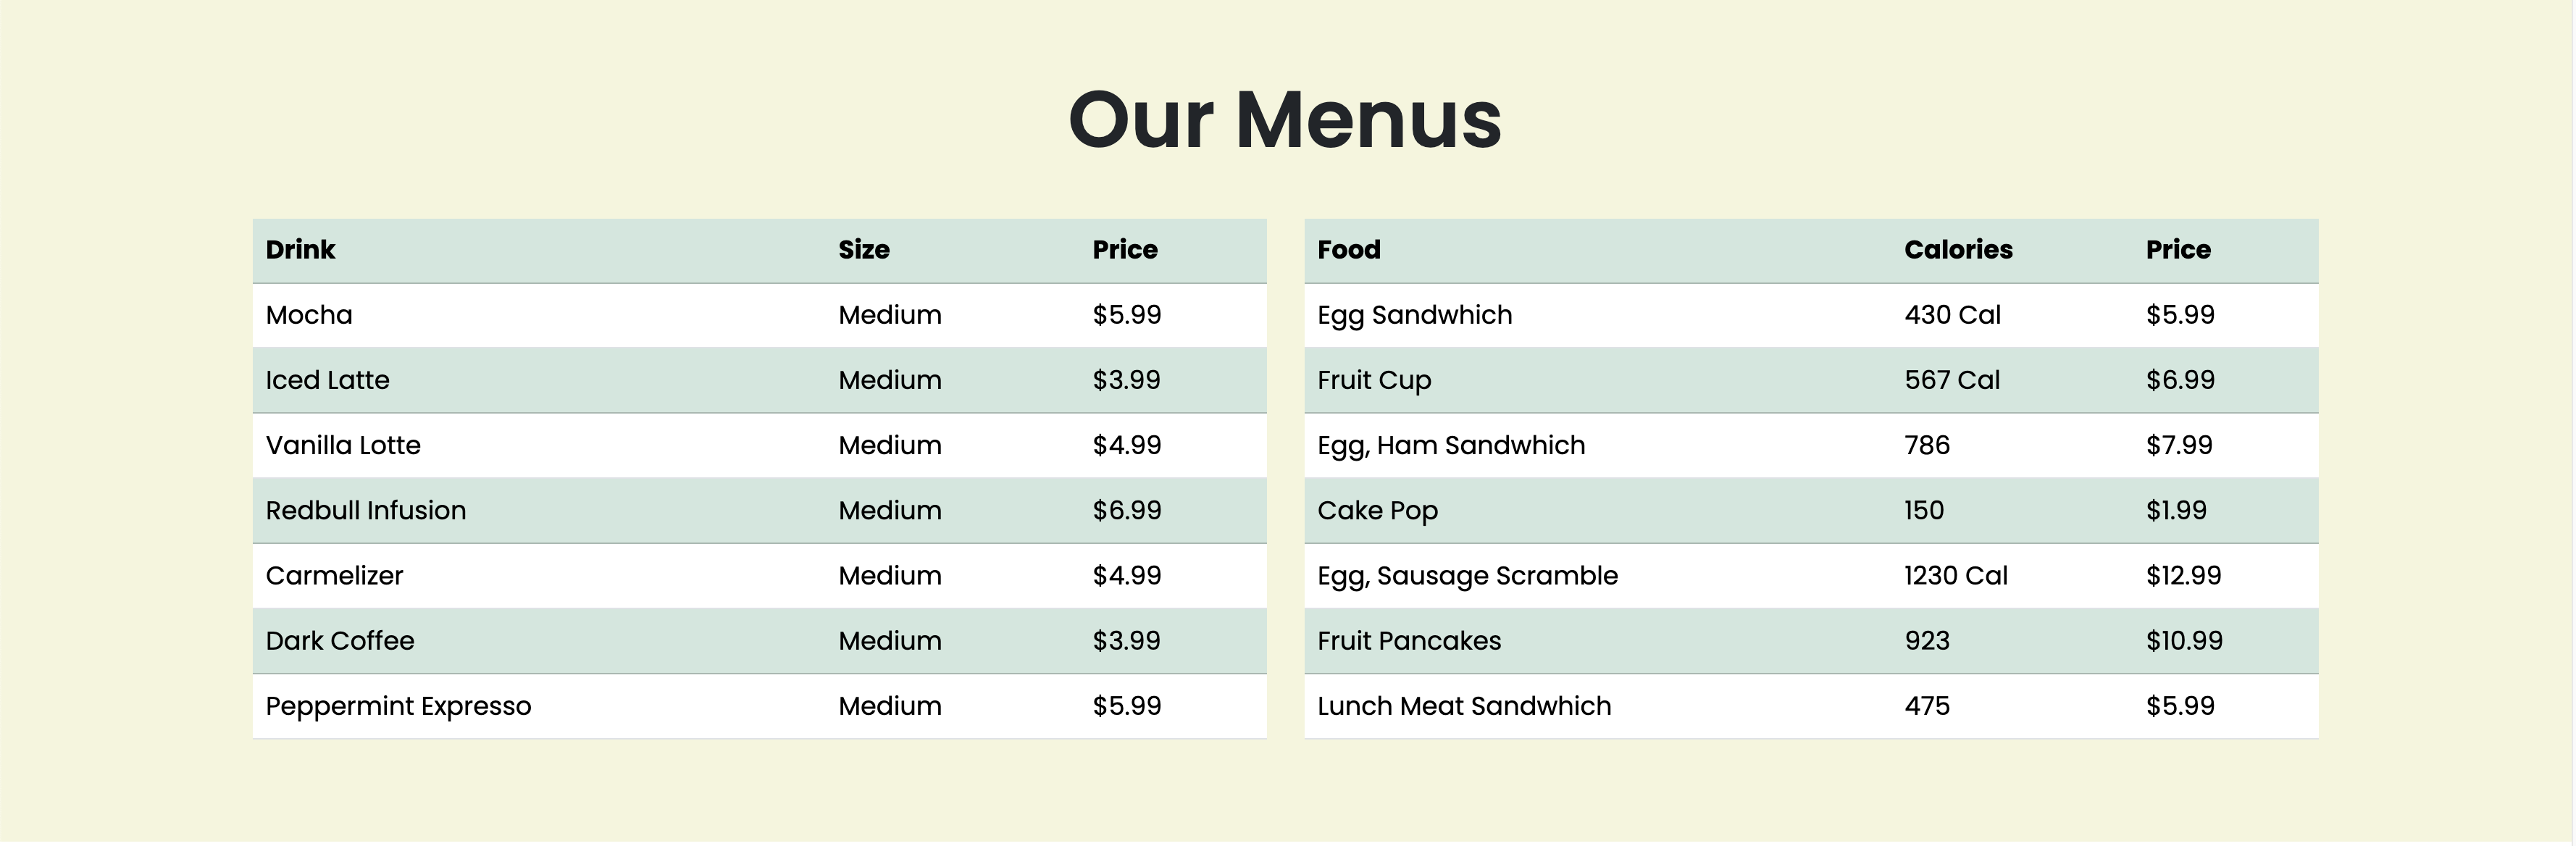 Our Menus
Drink Size Price
Mocha Medium $5.99
Iced Latte Medium $3.99
Vanilla Lotte Medium $4.99
Redbull Infusion Medium $6.99
Carmelizer Medium $4.99
Dark Coffee Medium $3.99
Peppermint Expresso Medium $5.99
Food Calories Price
Egg Sandwhich 430 Cal $5.99
Fruit Cup 567 Cal $6.99
Egg, Ham Sandwhich 786 $7.99
Cake Pop 150 $1.99
Egg, Sausage Scramble 1230 Cal $12.99
Fruit Pancakes 923 $10.99
Lunch Meat Sandwhich 475 $5.99